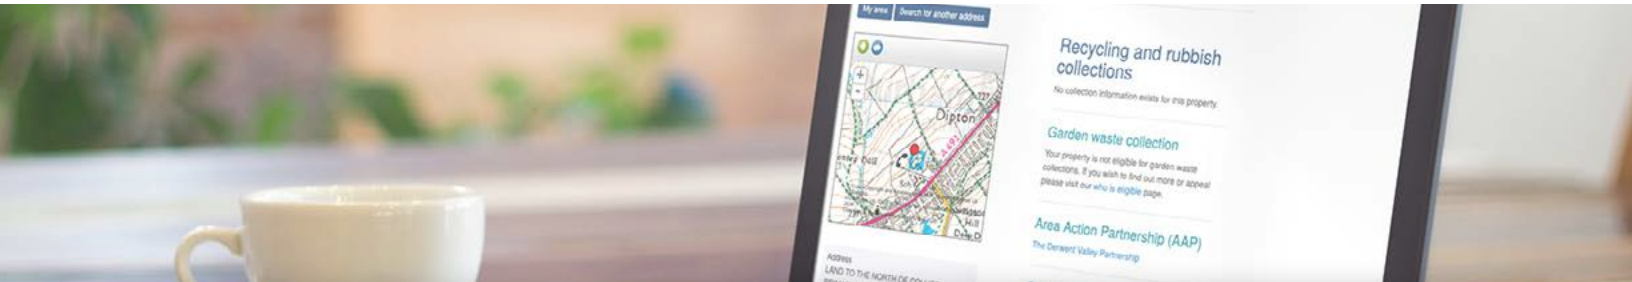 My area
Search for another address
Recycling and rubbish
collections
No collection information exists for this property.
Garden waste collection
Your property is not eligible for garden waste
collections. If you wish to find out more or appeal
please visit our who is eligible page.
Area Action Partnership (AAP)
The Derwent Valley Partnership
+
-
Dipton
A 692
Hill
Address
LAND TO THE NORTH OF